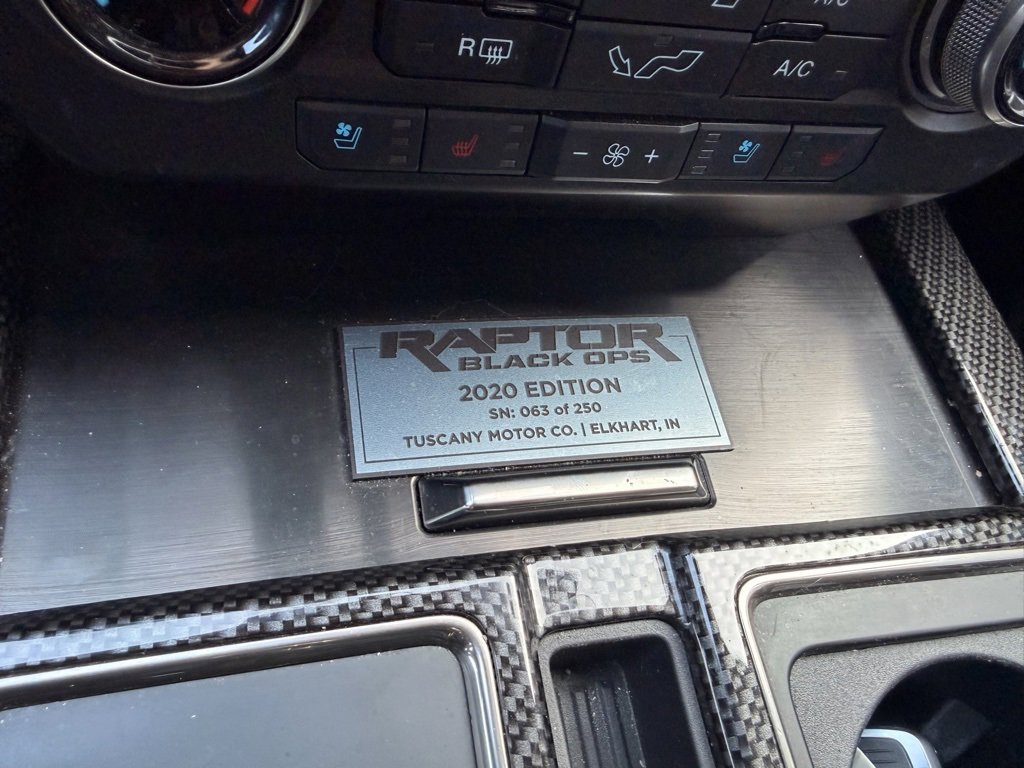 A/C
R
A/C
- +
RAPTOR
BLACK OPS
2020 EDITION
SN: 063 of 250
TUSCANY MOTOR CO. | ELKHART, IN